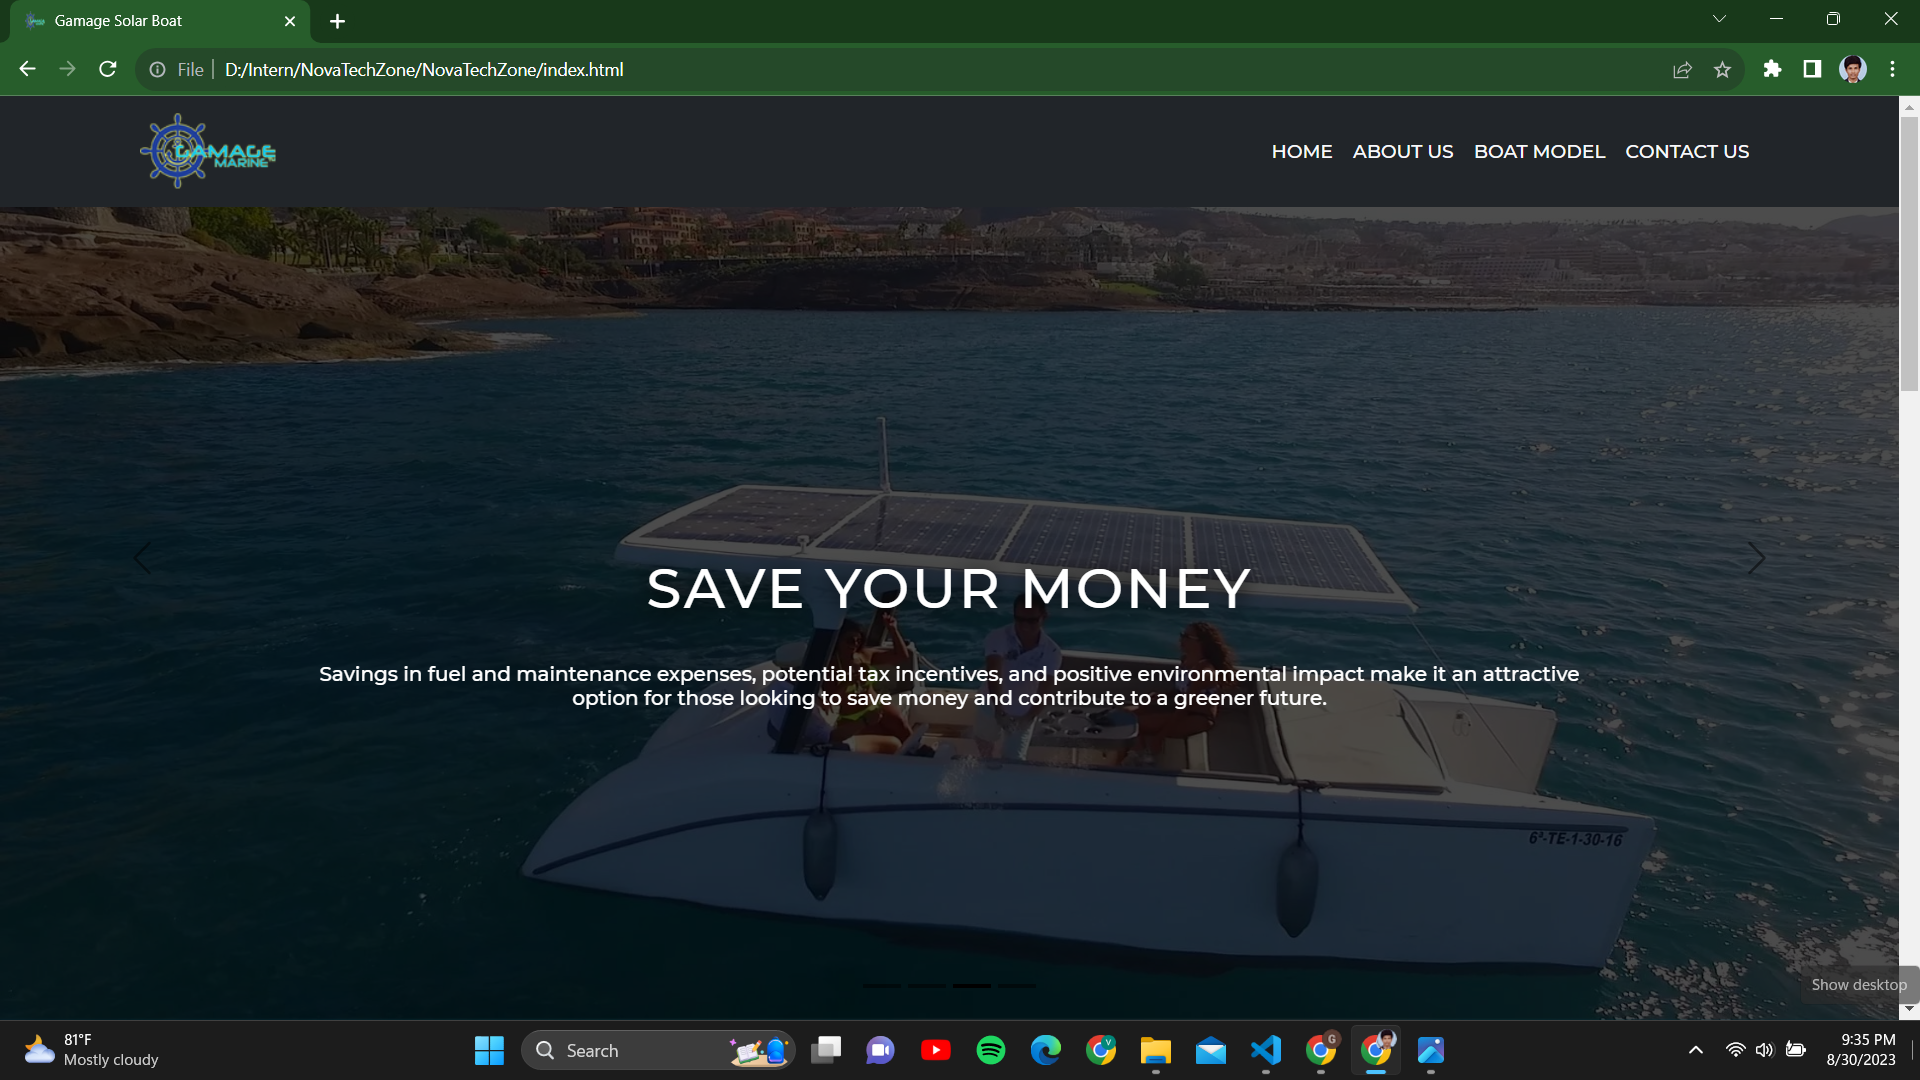 Gamage Solar Boat
File
D:/Intern/NovaTechZone/NovaTechZone/index.html
GAMAGE
MARINE
HOME ABOUT US BOAT MODEL CONTACT US
SAVE YOUR MONEY
Savings in fuel and maintenance expenses, potential tax incentives, and positive environmental impact make it an attractive
option for those looking to save money and contribute to a greener future.
6ª-TE-1-30-16
Show desktop
81°F
Mostly cloudy
Search
V
G
9:35 PM
8/30/2023